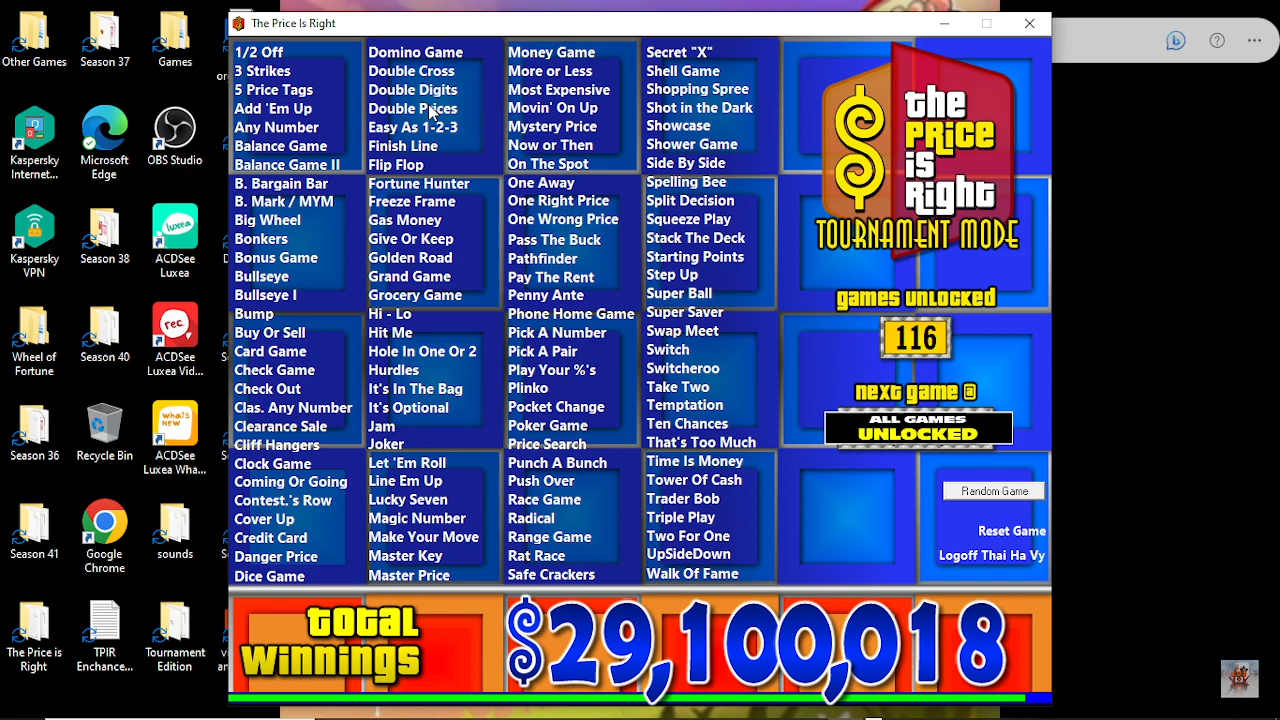 The Price Is Right
Other Games
Season 37
Games
Kaspersky
Internet...
Microsoft
Edge
OBS Studio
Kaspersky
VPN
Season 38
luxea
ACDSee
Luxea
Wheel of
Fortune
Season 40
rec.
ACDSee
Luxea Vid...
Season 36
Recycle Bin
what's
new
ACDSee
Luxea Wha...
Season 41
Google
Chrome
sounds
The Price is
Right
TPIR
Enchance...
Tournament
Edition
1/2 Off
3 Strikes
5 Price Tags
Add 'Em Up
Any Number
Balance Game
Balance Game II
B. Bargain Bar
B. Mark / MYM
Big Wheel
Bonkers
Bonus Game
Bullseye
Bullseye I
Bump
Buy Or Sell
Card Game
Check Game
Check Out
Clas. Any Number
Clearance Sale
Cliff Hangers
Clock Game
Coming Or Going
Contest.'s Row
Cover Up
Credit Card
Danger Price
Dice Game
Domino Game
Double Cross
Double Digits
Double Prices
Easy As 1-2-3
Finish Line
Flip Flop
Fortune Hunter
Freeze Frame
Gas Money
Give Or Keep
Golden Road
Grand Game
Grocery Game
Hi - Lo
Hit Me
Hole In One Or 2
Hurdles
It's In The Bag
It's Optional
Jam
Joker
Let 'Em Roll
Line Em Up
Lucky Seven
Magic Number
Make Your Move
Master Key
Master Price
Money Game
More or Less
Most Expensive
Movin' On Up
Mystery Price
Now or Then
On The Spot
One Away
One Right Price
One Wrong Price
Pass The Buck
Pathfinder
Pay The Rent
Penny Ante
Phone Home Game
Pick A Number
Pick A Pair
Play Your %'s
Plinko
Pocket Change
Poker Game
Price Search
Punch A Bunch
Push Over
Race Game
Radical
Range Game
Rat Race
Safe Crackers
Secret "X"
Shell Game
Shopping Spree
Shot in the Dark
Showcase
Shower Game
Side By Side
Spelling Bee
Split Decision
Squeeze Play
Stack The Deck
Starting Points
Step Up
Super Ball
Super Saver
Swap Meet
Switch
Switcheroo
Take Two
Temptation
Ten Chances
That's Too Much
Time Is Money
Tower Of Cash
Trader Bob
Triple Play
Two For One
UpSideDown
Walk Of Fame
$
the
PRICE
is
Right
TOURNAMENT MODE
games unlocked
116
next game @
ALL GAMES
UNLOCKED
Random Game
Reset Game
Logoff Thai Ha Vy
total
winnings
$29,100,018